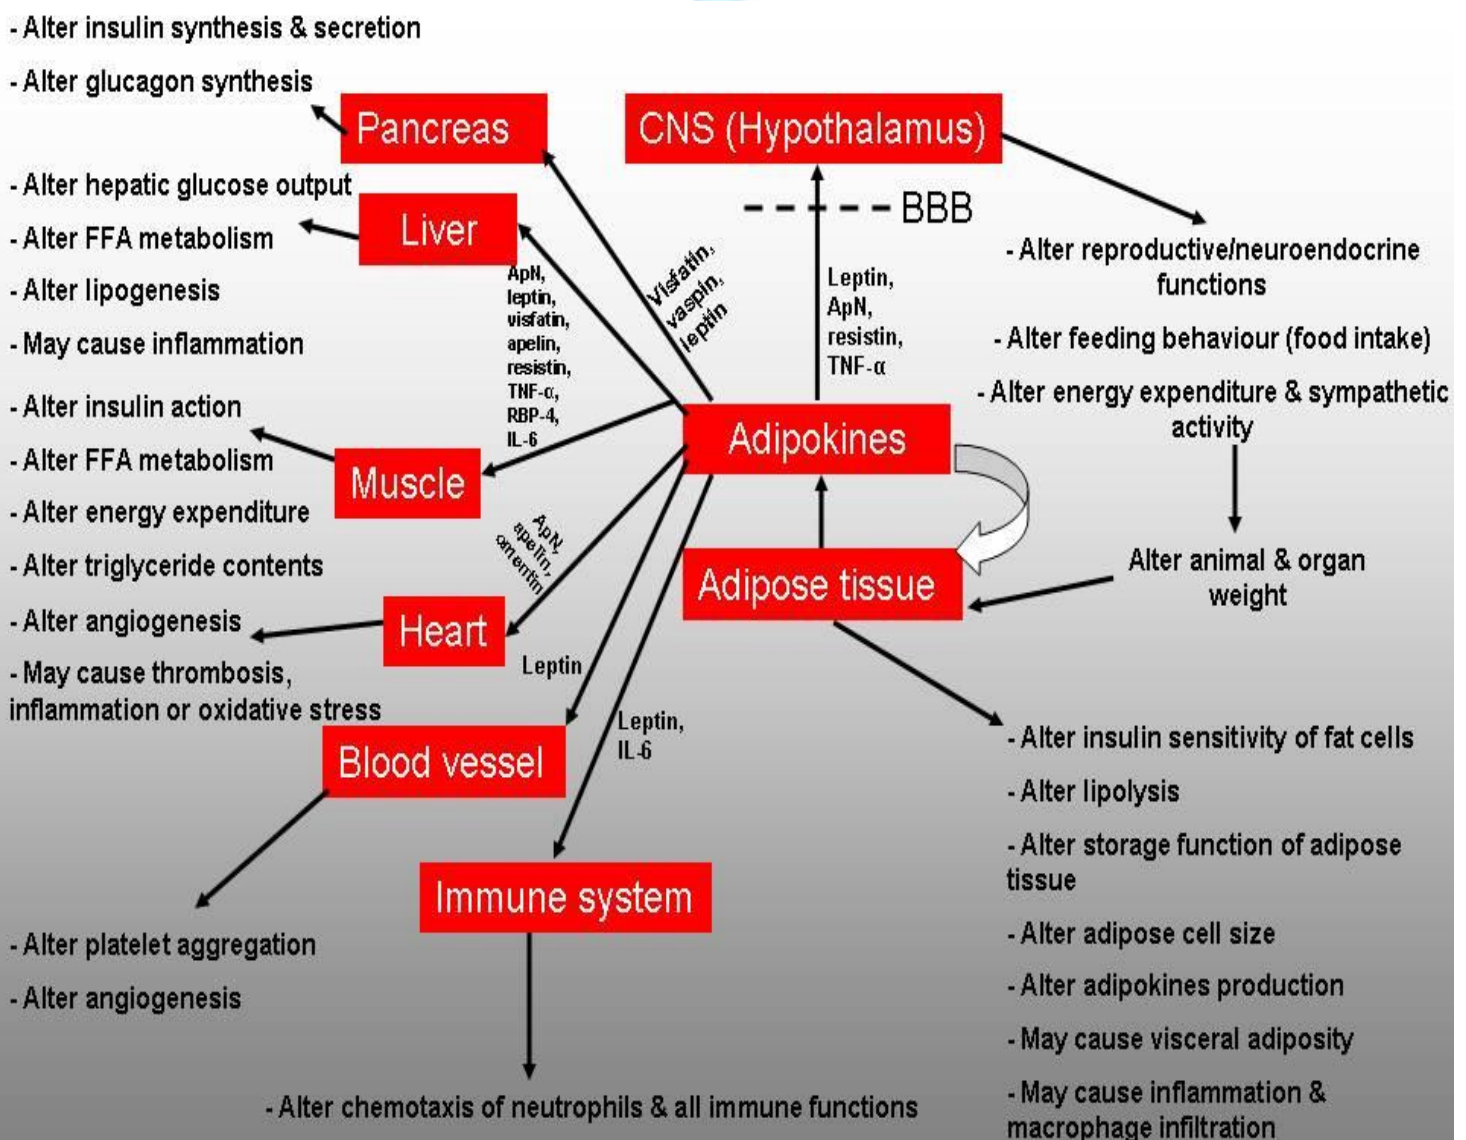 - Alter insulin synthesis & secretion
- Alter glucagon synthesis
Pancreas
CNS (Hypothalamus)
- Alter hepatic glucose output
Liver
BBB
- Alter FFA metabolism
- Alter lipogenesis
- May cause inflammation
ApN,
leptin,
visfatin,
apelin,
resistin,
TNF-α,
RBP-4,
IL-6
Visfatin,
vaspin,
leptin
Leptin,
ApN,
resistin,
TNF-α
- Alter reproductive/neuroendocrine
functions
- Alter feeding behaviour (food intake)
- Alter energy expenditure & sympathetic
activity
- Alter insulin action
- Alter FFA metabolism
Muscle
Adipokines
- Alter energy expenditure
- Alter triglyceride contents
ApN,
apelin,
omentin
Adipose tissue
Alter animal & organ
weight
- Alter angiogenesis
Heart
- May cause thrombosis,
inflammation or oxidative stress
Leptin
Leptin,
IL-6
Blood vessel
- Alter insulin sensitivity of fat cells
- Alter lipolysis
- Alter storage function of adipose
tissue
Immune system
- Alter adipose cell size
- Alter platelet aggregation
- Alter angiogenesis
- Alter adipokines production
- May cause visceral adiposity
- May cause inflammation &
macrophage infiltration
- Alter chemotaxis of neutrophils & all immune functions